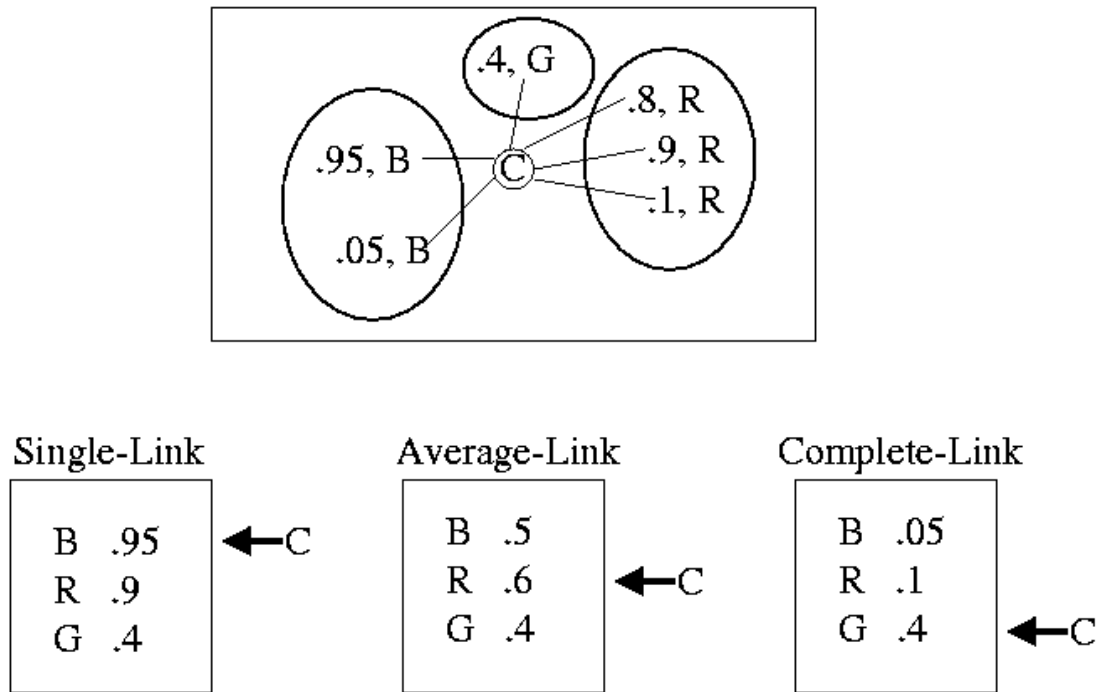 .4, G
.8, R
.95, B
C
.9, R
.1, R
.05, B
Single-Link
B .95
R .9
G .4
C
Average-Link
B .5
R .6
G .4
C
Complete-Link
B .05
R .1
G .4
C